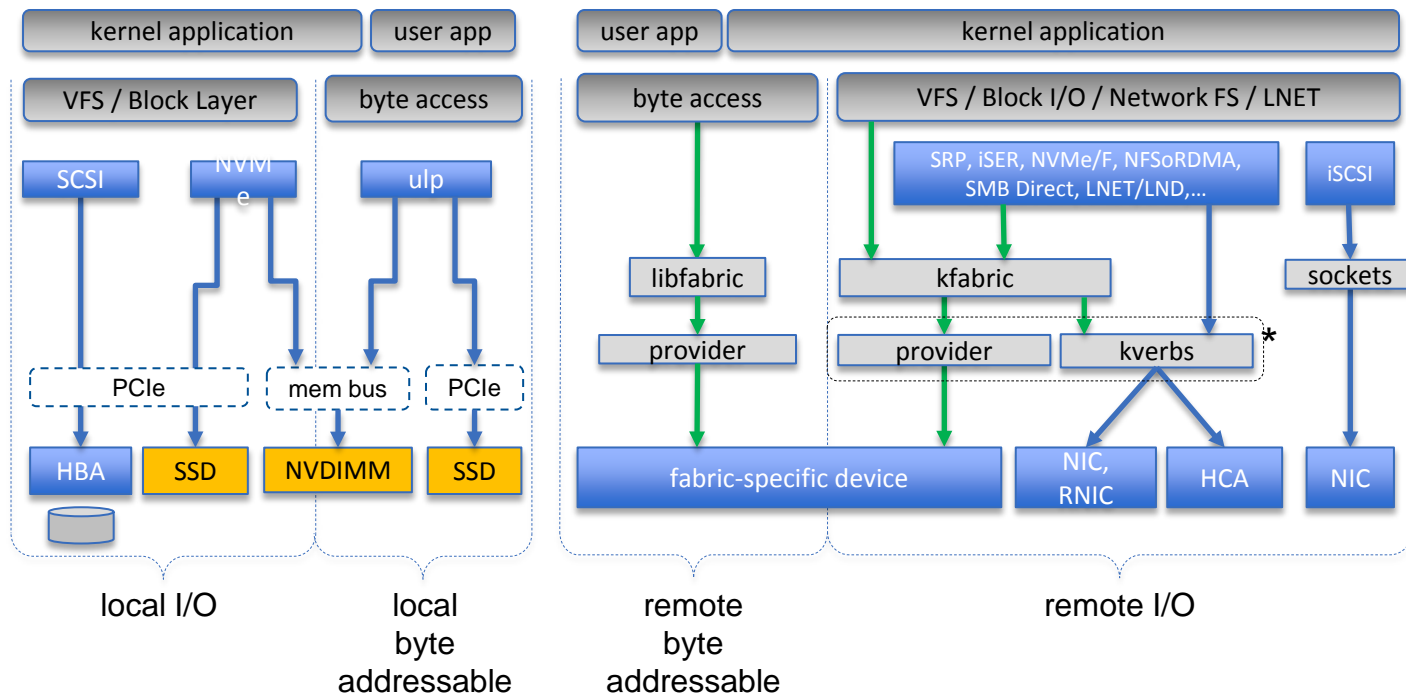 kernel application
user app
user app
kernel application
VFS / Block Layer
byte access
byte access
VFS / Block I/O / Network FS / LNET
SCSI
NVM
e
ulp
SRP, iSER, NVMe/F, NFSoRDMA,
SMB Direct, LNET/LND,...
iSCSI
libfabric
kfabric
sockets
provider
provider
kverbs
*
PCIe
mem bus
PCIe
HBA
SSD
NVDIMM
SSD
fabric-specific device
NIC,
RNIC
HCA
NIC
local I/O
local
byte
addressable
remote
byte
addressable
remote I/O